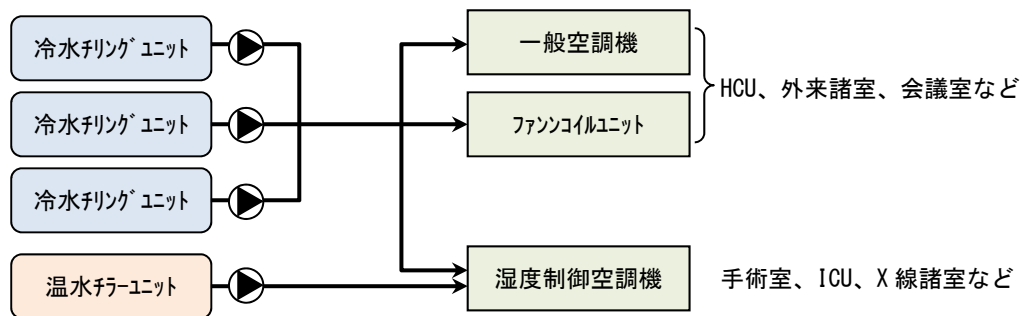 冷水ﾁﾘﾝｸﾞﾕﾆｯﾄ
一般空調機
HCU、外来諸室、会議室など
冷水ﾁﾘﾝｸﾞﾕﾆｯﾄ
ﾌｧﾝﾝｺｲﾙﾕﾆｯﾄ
冷水ﾁﾘﾝｸﾞﾕﾆｯﾄ
温水ﾁﾗｰﾕﾆｯﾄ
湿度制御空調機
手術室、ICU、X 線諸室など